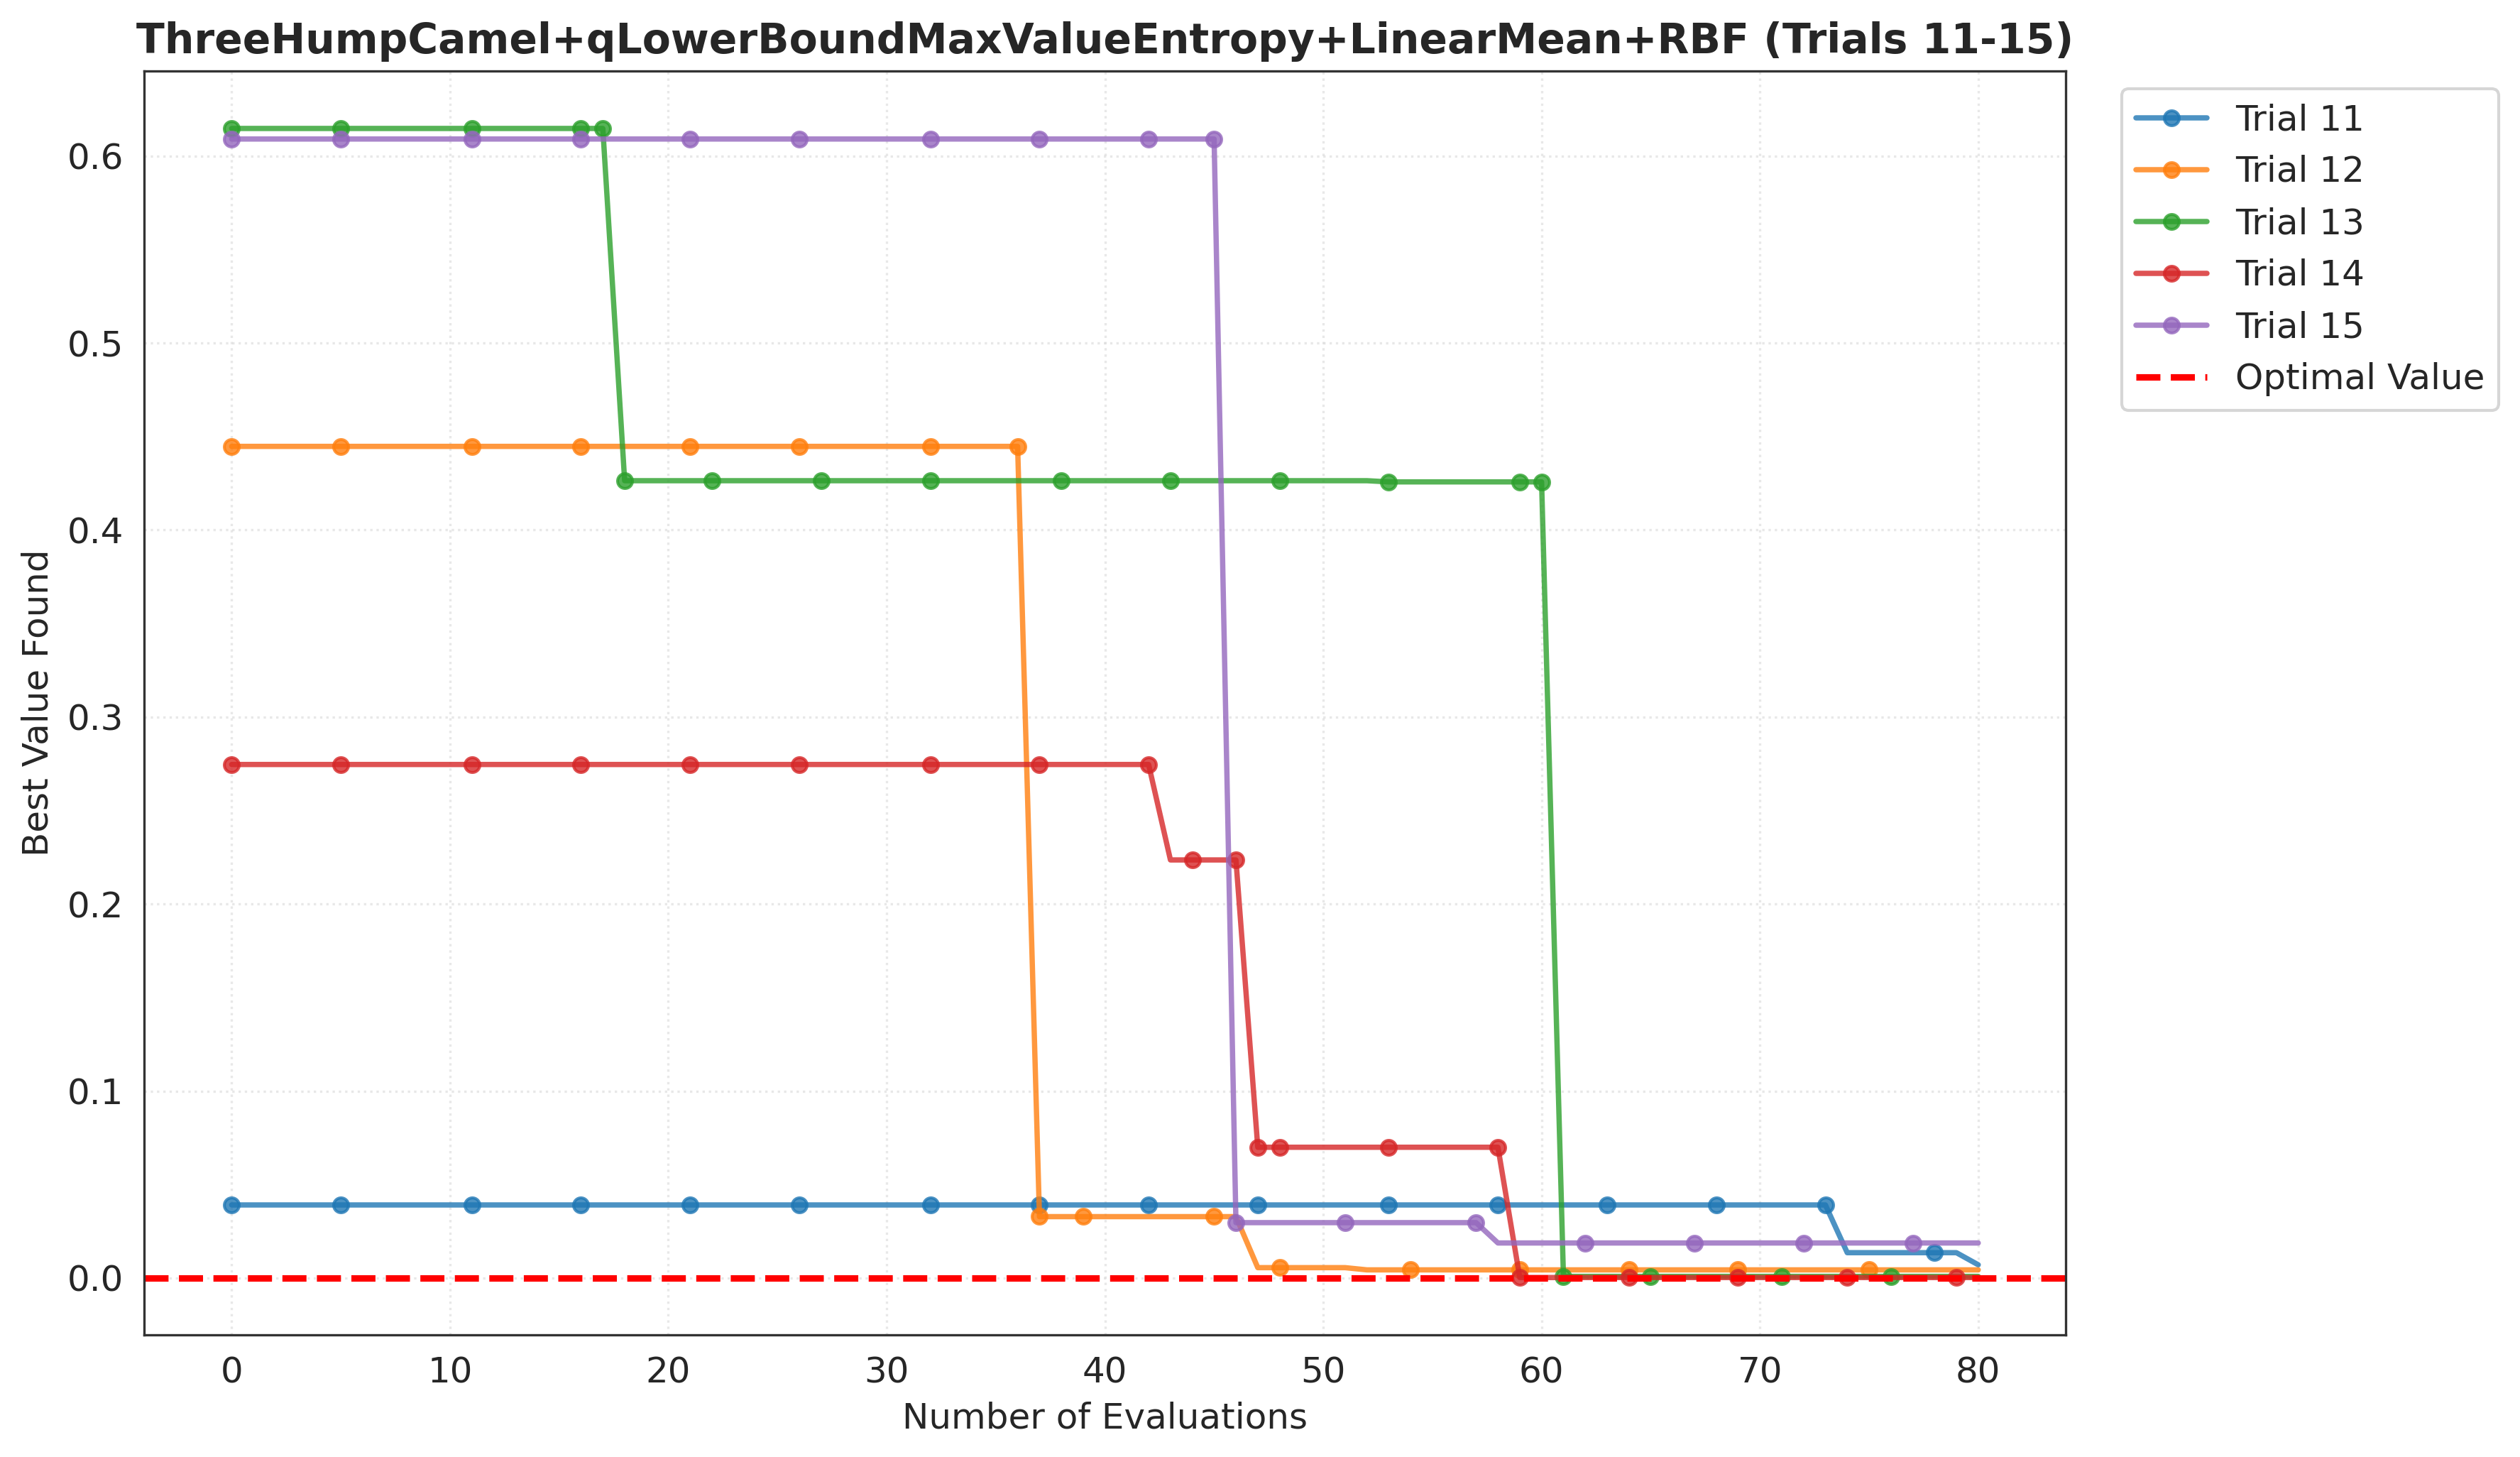 ThreeHumpCamel+qLowerBoundMaxValueEntropy+LinearMean+RBF (Trials 11-15)
Best Value Found
0.6
0.5
0.4
0.3
0.2
0.1
0.0
0 10 20 30 40 50 60 70 80
Number of Evaluations
Trial 11
Trial 12
Trial 13
Trial 14
Trial 15
Optimal Value